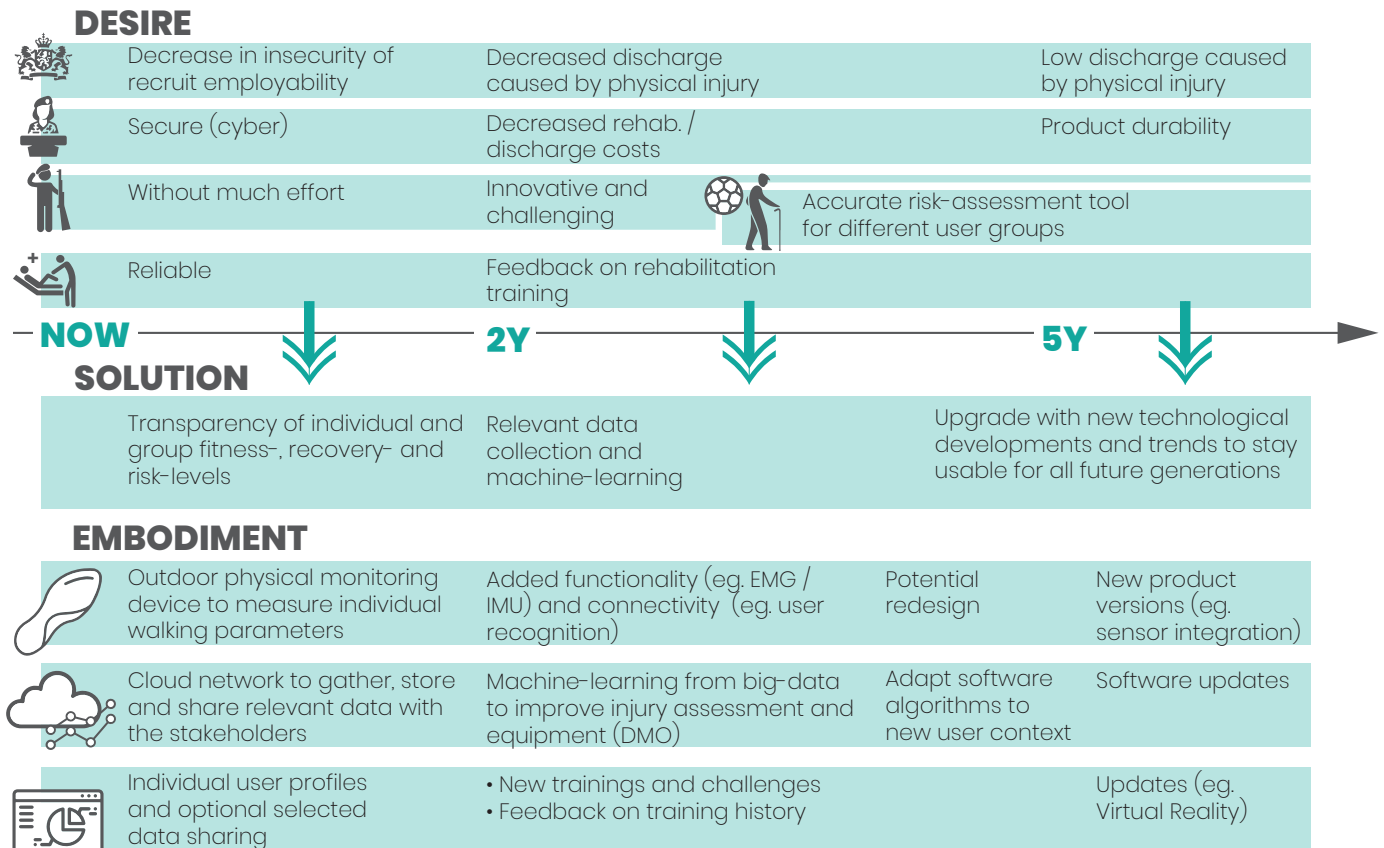 DESIRE
Decrease in insecurity of
recruit employability
Decreased discharge
caused by physical injury
Low discharge caused
by physical injury
Secure (cyber)
Decreased rehab. /
discharge costs
Product durability
Without much effort
Innovative and
challenging
Accurate risk-assessment tool
for different user groups
Reliable
Feedback on rehabilitation
training
NOW
2Y
5Y
SOLUTION
Transparency of individual and
group fitness-, recovery- and
risk-levels
Relevant data
collection and
machine-learning
Upgrade with new technological
developments and trends to stay
usable for all future generations
EMBODIMENT
Outdoor physical monitoring
device to measure individual
walking parameters
Added functionality (eg. EMG /
IMU) and connectivity (eg. user
recognition)
Potential
redesign
New product
versions (eg.
sensor integration)
Cloud network to gather, store
and share relevant data with
the stakeholders
Machine-learning from big-data
to improve injury assessment and
equipment (DMO)
Adapt software
algorithms to
new user context
Software updates
Individual user profiles
and optional selected
data sharing
• New trainings and challenges
• Feedback on training history
Updates (eg.
Virtual Reality)